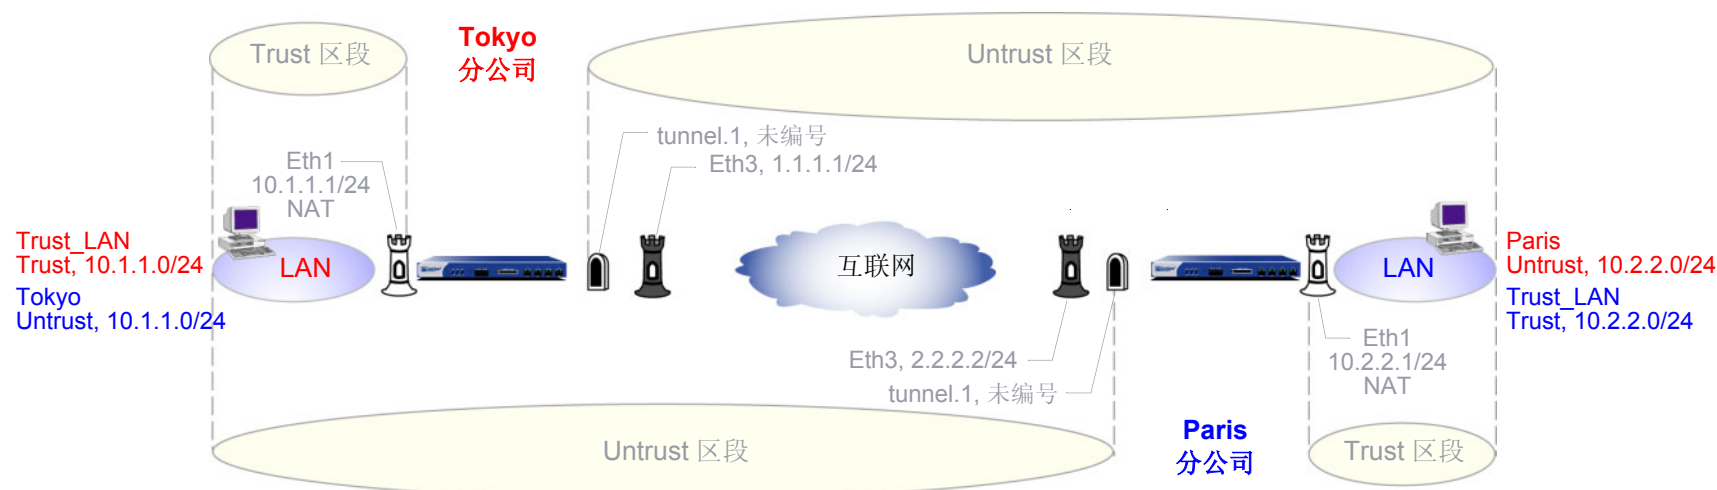 Trust 区段
Tokyo
分公司
Untrust 区段
tunnel.1, 未编号
Eth3, 1.1.1.1/24
Eth1
10.1.1.1/24
NAT
Trust_LAN
Trust, 10.1.1.0/24
Tokyo
Untrust, 10.1.1.0/24
LAN
互联网
LAN
Paris
Untrust, 10.2.2.0/24
Trust_LAN
Trust, 10.2.2.0/24
Eth3, 2.2.2.2/24
tunnel.1, 未编号
Eth1
10.2.2.1/24
NAT
Untrust 区段
Paris
分公司
Trust 区段